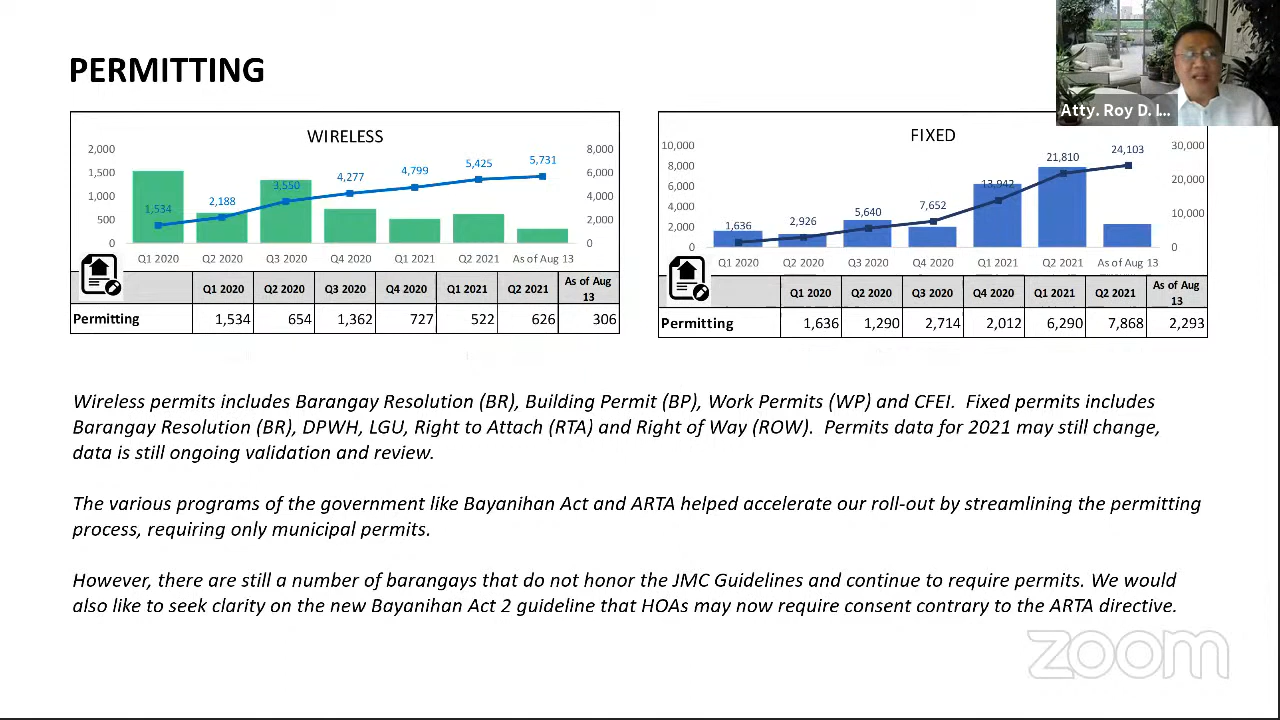 PERMITTING
Atty. Roy D. I...
WIRELESS
2,000
1,500
1,000
500
0
8,000
6,000
4,000
2,000
0
1,534
2,188
3,550
4,277
4,799
5,425
5,731
Q1 2020
Q2 2020
Q3 2020
Q4 2020
Q1 2021
Q2 2021
As of Aug 13
Q1 2020 Q2 2020 Q3 2020 Q4 2020 Q1 2021 Q2 2021 As of Aug 13
Permitting 1,534 654 1,362 727 522 626 306
FIXED
10,000
8,000
6,000
4,000
2,000
0
30,000
20,000
10,000
0
1,636
2,926
5,640
7,652
13,942
21,810
24,103
Q1 2020
Q2 2020
Q3 2020
Q4 2020
Q1 2021
Q2 2021
As of Aug 13
Q1 2020 Q2 2020 Q3 2020 Q4 2020 Q1 2021 Q2 2021 As of Aug 13
Permitting 1,636 1,290 2,714 2,012 6,290 7,868 2,293
Wireless permits includes Barangay Resolution (BR), Building Permit (BP), Work Permits (WP) and CFEI. Fixed permits includes
Barangay Resolution (BR), DPWH, LGU, Right to Attach (RTA) and Right of Way (ROW). Permits data for 2021 may still change,
data is still ongoing validation and review.
The various programs of the government like Bayanihan Act and ARTA helped accelerate our roll-out by streamlining the permitting
process, requiring only municipal permits.
However, there are still a number of barangays that do not honor the JMC Guidelines and continue to require permits. We would
also like to seek clarity on the new Bayanihan Act 2 guideline that HOAs may now require consent contrary to the ARTA directive.
zoom